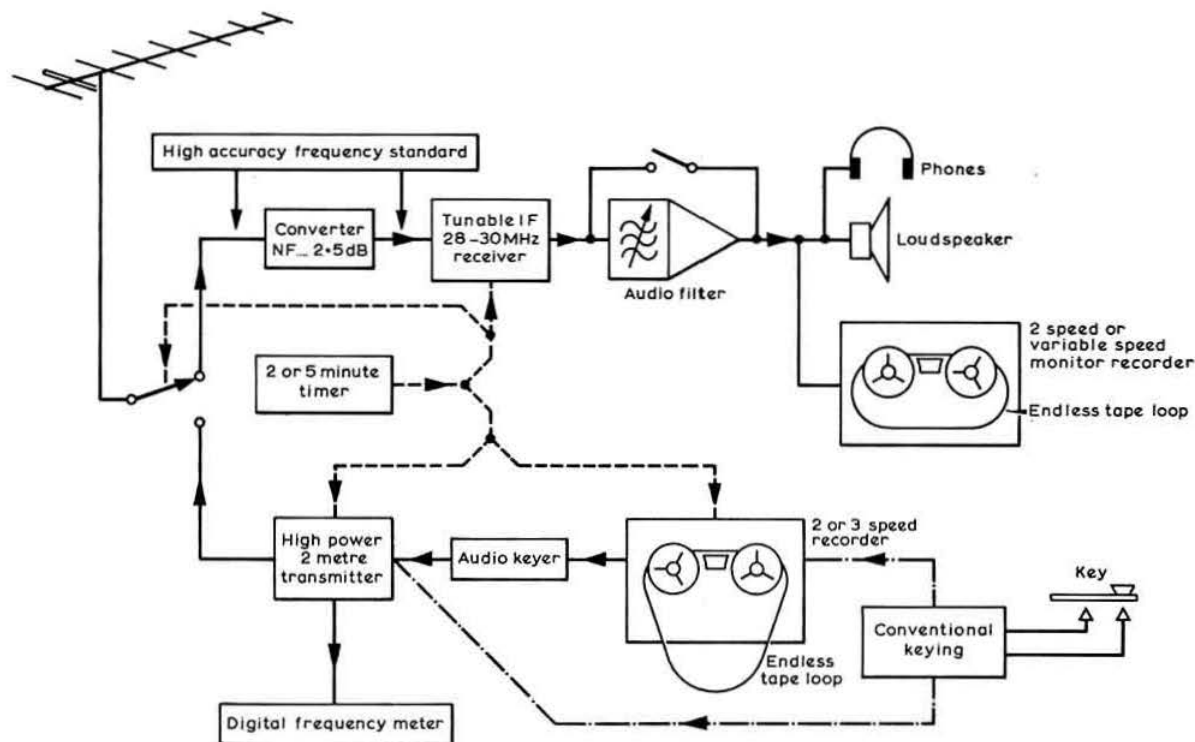 High accuracy frequency standard
Converter
NF_ 2·5dB
Tunable IF
28-30MHz
receiver
Audio filter
Phones
Loudspeaker
2 speed or
variable speed
monitor recorder
Endless tape loop
2 or 5 minute
timer
High power
2 metre
transmitter
Audio keyer
2 or 3 speed
recorder
Endless
tape loop
Key
Conventional
keying
Digital frequency meter